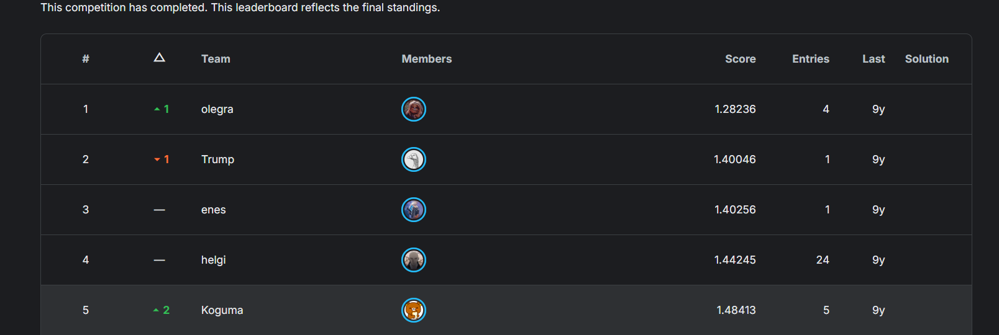 This competition has completed. This leaderboard reflects the final standings.
# △ Team Members Score Entries Last Solution
1 1 olegra 1.28236 4 9y
2 1 Trump 1.40046 1 9y
3 — enes 1.40256 1 9y
4 — helgi 1.44245 24 9y
5 2 Koguma 1.48413 5 9y